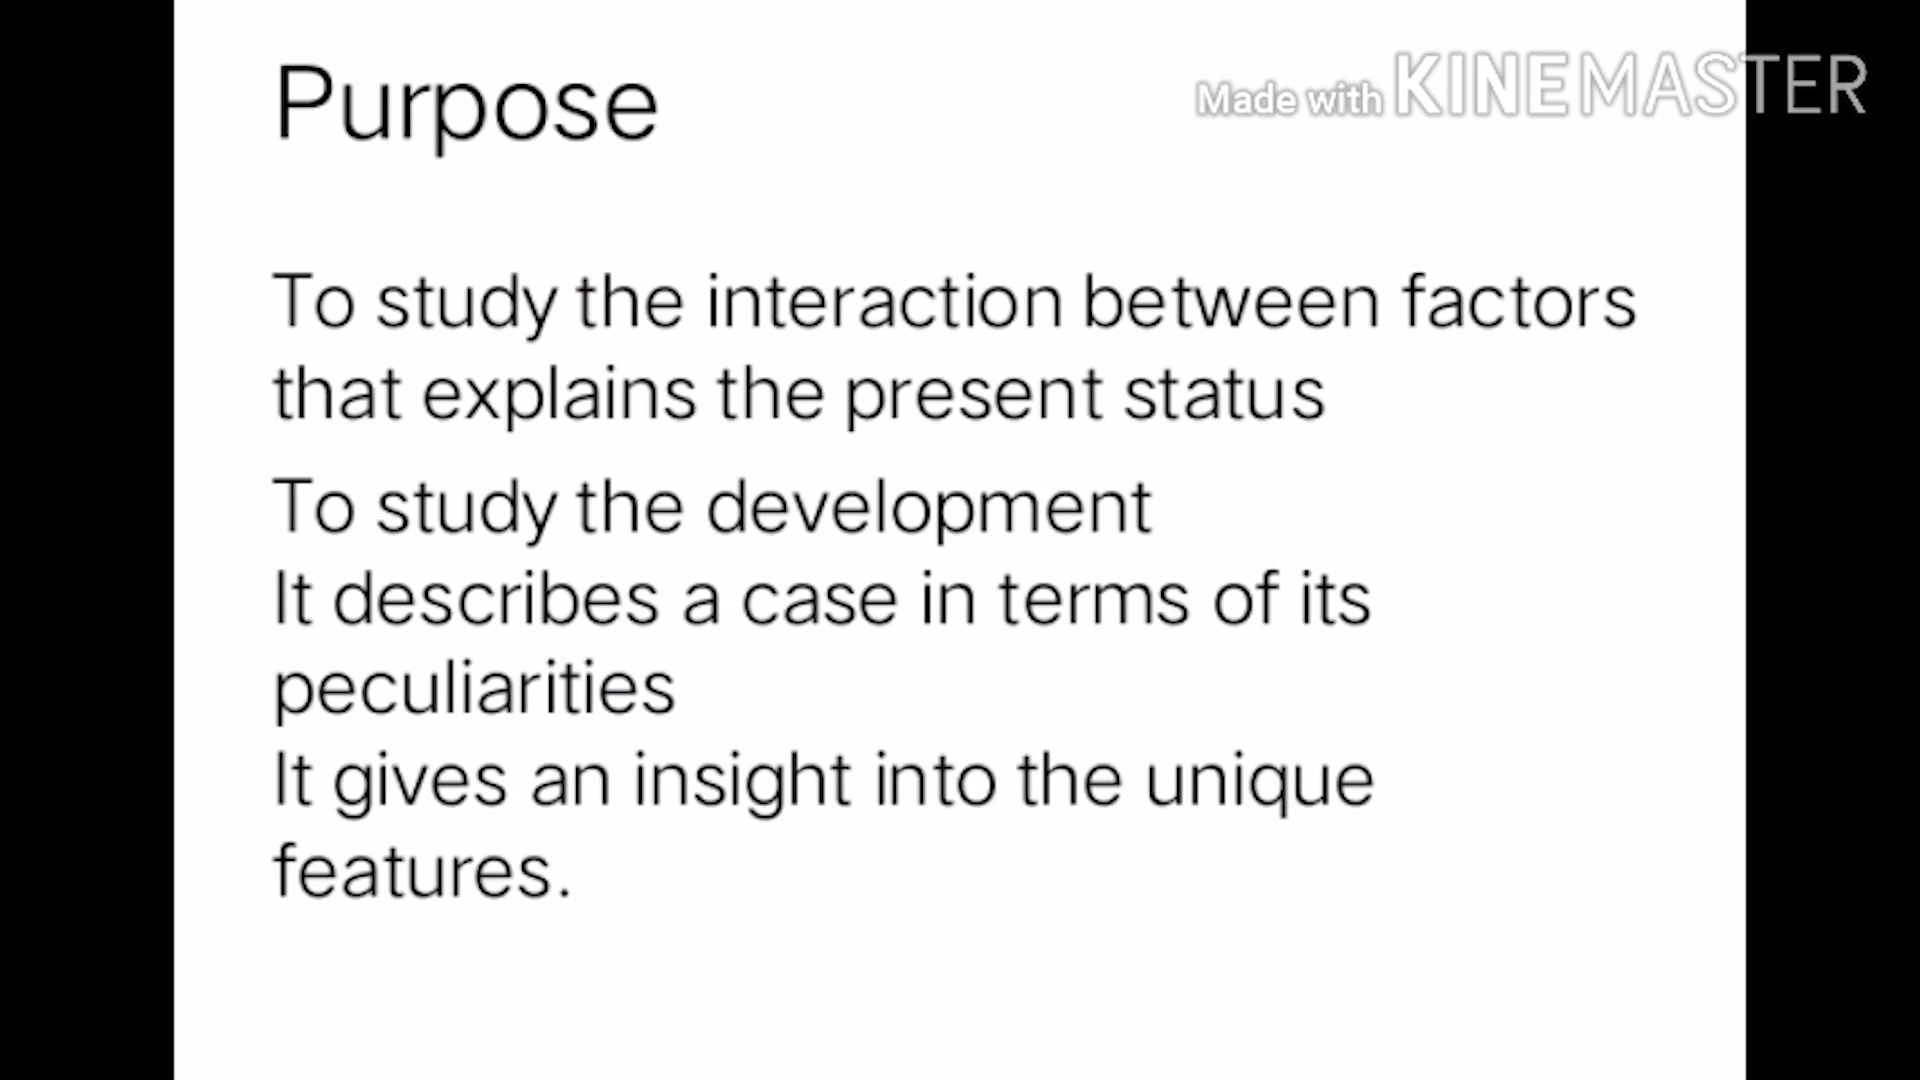 Purpose
Made with KINEMASTER
To study the interaction between factors
that explains the present status
To study the development
It describes a case in terms of its
peculiarities
It gives an insight into the unique
features.